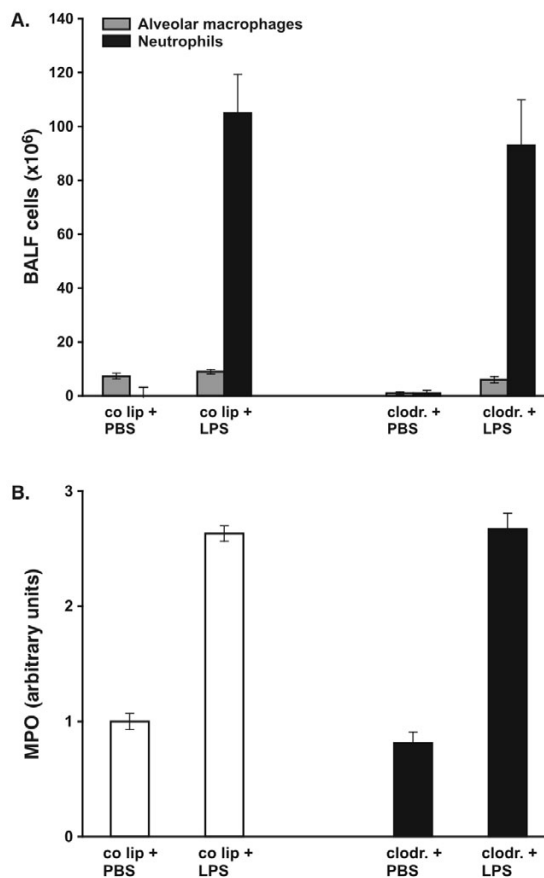 A.
Alveolar macrophages
Neutrophils
140
120
100
80
60
40
20
0
BALF cells (x10⁶)
co lip +
PBS
co lip +
LPS
clodr. +
PBS
clodr. +
LPS
B.
3
2
1
0
MPO (arbitrary units)
co lip +
PBS
co lip +
LPS
clodr. +
PBS
clodr. +
LPS